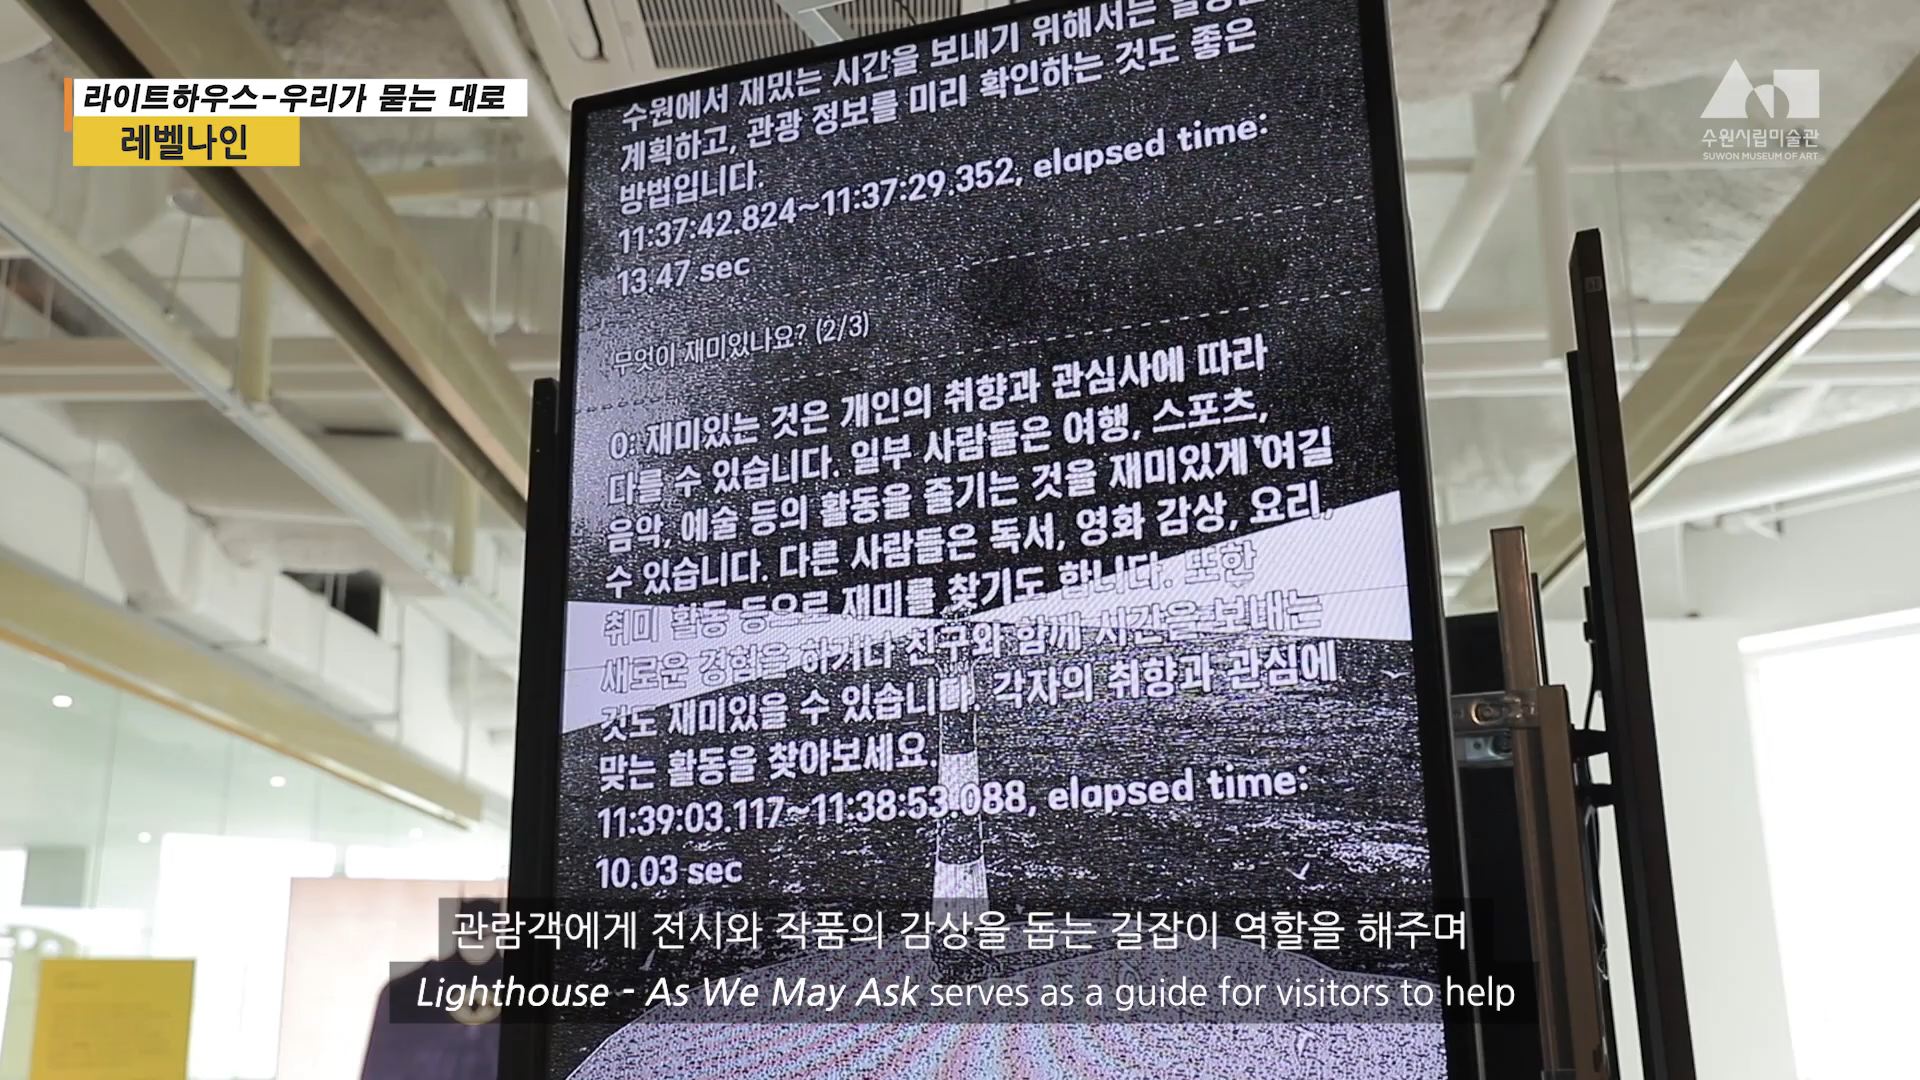 라이트하우스-우리가 묻는 대로
레벨나인
수원시립미술관
SUWON MUSEUM OF ART
수원에서 재밌는 시간을 보내기 위해서는
계획하고, 관광 정보를 미리 확인하는 것도 좋은
방법입니다.
11:37:42.824~11:37:29.352, elapsed time:
13.47 sec
무엇이 재미있나요? (2/3)
0: 재미있는 것은 개인의 취향과 관심사에 따라
다를 수 있습니다. 일부 사람들은 여행, 스포츠,
음악, 예술 등의 활동을 즐기는 것을 재미있게 여길
수 있습니다. 다른 사람들은 독서, 영화 감상, 요리,
취미 활동 등으로 재미를 찾기도 합니다. 또한
새로운 경험을 하거나 친구와 함께 시간을 보내는
것도 재미있을 수 있습니다. 각자의 취향과 관심에
맞는 활동을 찾아보세요.
11:39:03.117~11:38:53.088, elapsed time:
10.03 sec
관람객에게 전시와 작품의 감상을 돕는 길잡이 역할을 해주며
Lighthouse - As We May Ask serves as a guide for visitors to help